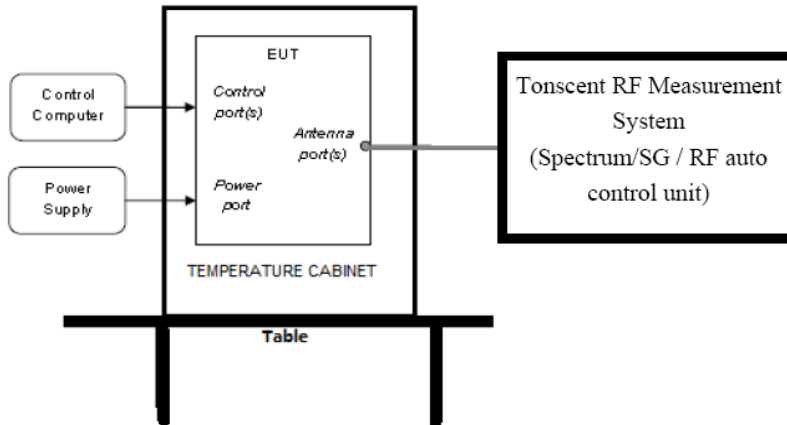 Control
Computer
Power
Supply
EUT
Control
port(s)
Antenna
port(s)
Power
port
TEMPERATURE CABINET
Table
Tonscent RF Measurement
System
(Spectrum/SG / RF auto
control unit)